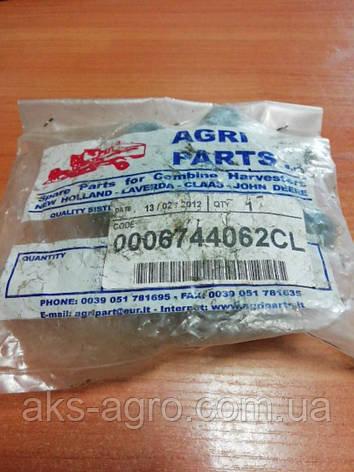 AGRI
PARTS
Spare Parts for Combine Harvesters
NEW HOLLAND - LAVERDA - CLAAS - JOHN DEERE
QUALITY SISTE
DATE 13/02/2012 QTY 1
CODE
0006744062CL
QUANTITY
PHONE: 0039 051 781695 - FAX: 0039 051 781635
E-mail: agripart@eur.it - Internet: www.agriparts.it
aks-agro.com.ua